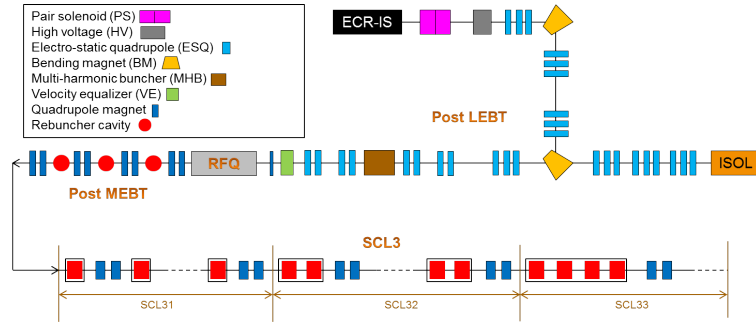 Pair solenoid (PS)
High voltage (HV)
Electro-static quadrupole (ESQ)
Bending magnet (BM)
Multi-harmonic buncher (MHB)
Velocity equalizer (VE)
Quadrupole magnet
Rebuncher cavity
ECR-IS
Post LEBT
RFQ
ISOL
Post MEBT
SCL3
SCL31
SCL32
SCL33